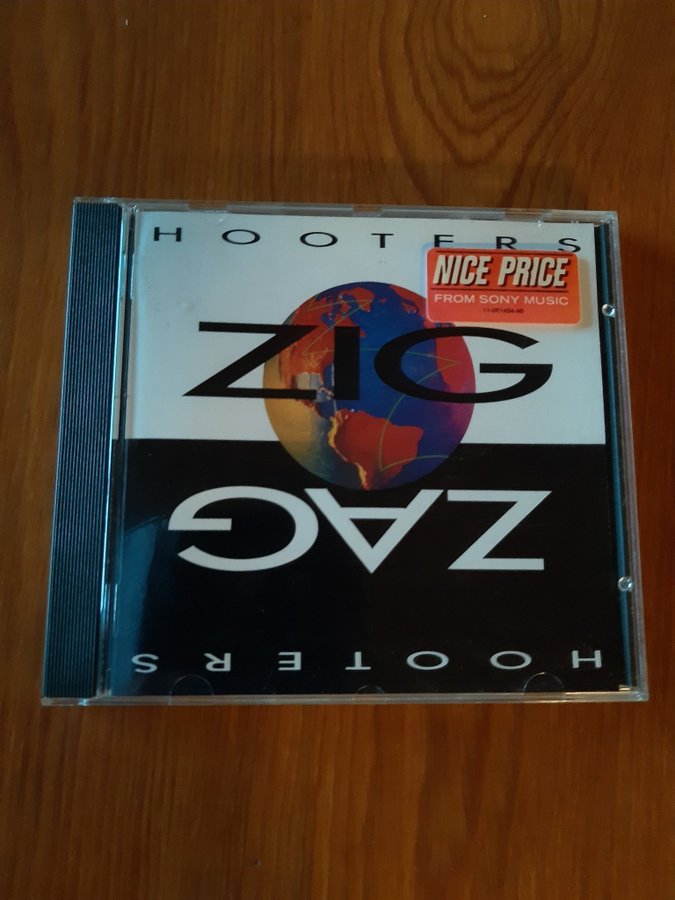 HOOTERS
NICE PRICE
FROM SONY MUSIC
ZIG
ZAG
HOOTERS